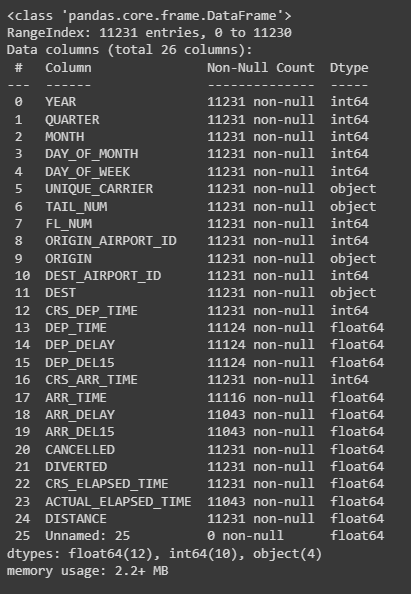 <class 'pandas.core.frame.DataFrame'>
RangeIndex: 11231 entries, 0 to 11230
Data columns (total 26 columns):
 #   Column               Non-Null Count  Dtype
---  ------               --------------  -----
 0   YEAR                 11231 non-null  int64
 1   QUARTER              11231 non-null  int64
 2   MONTH                11231 non-null  int64
 3   DAY_OF_MONTH         11231 non-null  int64
 4   DAY_OF_WEEK          11231 non-null  int64
 5   UNIQUE_CARRIER       11231 non-null  object
 6   TAIL_NUM             11231 non-null  object
 7   FL_NUM               11231 non-null  int64
 8   ORIGIN_AIRPORT_ID    11231 non-null  int64
 9   ORIGIN               11231 non-null  object
 10  DEST_AIRPORT_ID      11231 non-null  int64
 11  DEST                 11231 non-null  object
 12  CRS_DEP_TIME         11231 non-null  int64
 13  DEP_TIME             11124 non-null  float64
 14  DEP_DELAY            11124 non-null  float64
 15  DEP_DEL15            11124 non-null  float64
 16  CRS_ARR_TIME         11231 non-null  int64
 17  ARR_TIME             11116 non-null  float64
 18  ARR_DELAY            11043 non-null  float64
 19  ARR_DEL15            11043 non-null  float64
 20  CANCELLED            11231 non-null  float64
 21  DIVERTED             11231 non-null  float64
 22  CRS_ELAPSED_TIME     11231 non-null  float64
 23  ACTUAL_ELAPSED_TIME  11043 non-null  float64
 24  DISTANCE             11231 non-null  float64
 25  Unnamed: 25          0 non-null      float64
dtypes: float64(12), int64(10), object(4)
memory usage: 2.2+ MB